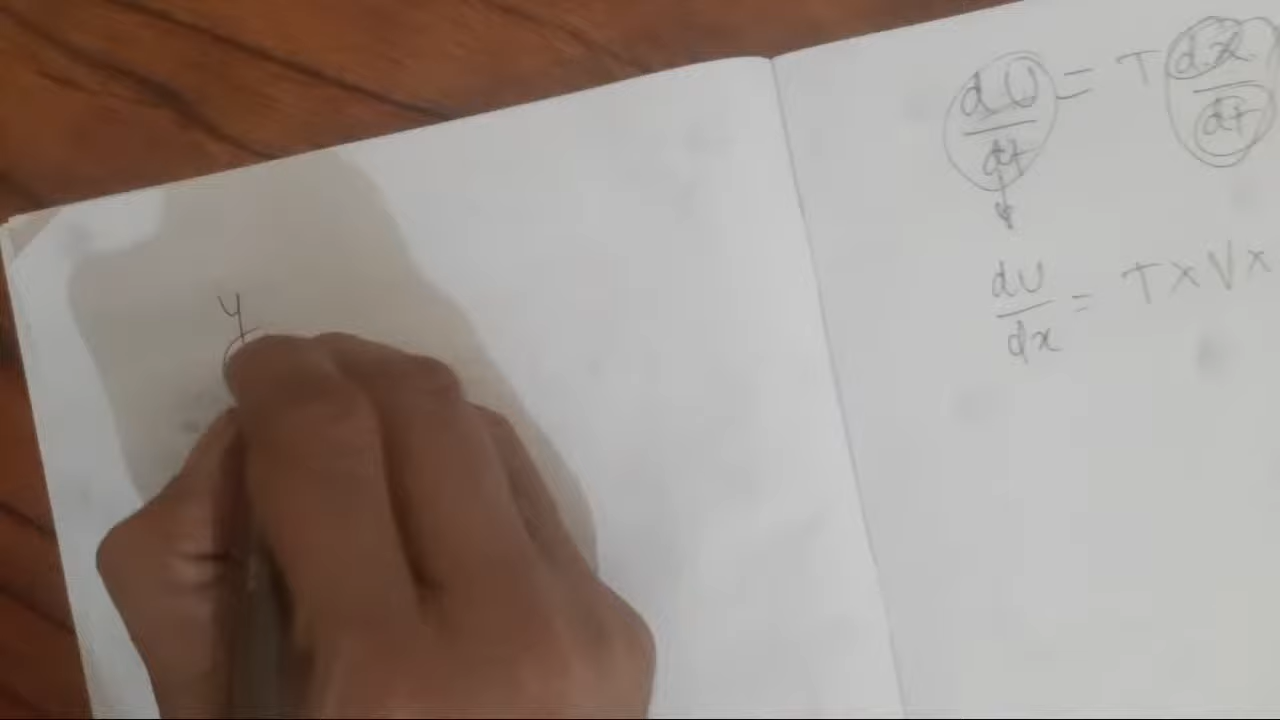 y
dU/dt = T dx/dt
dU/dx = T x V x